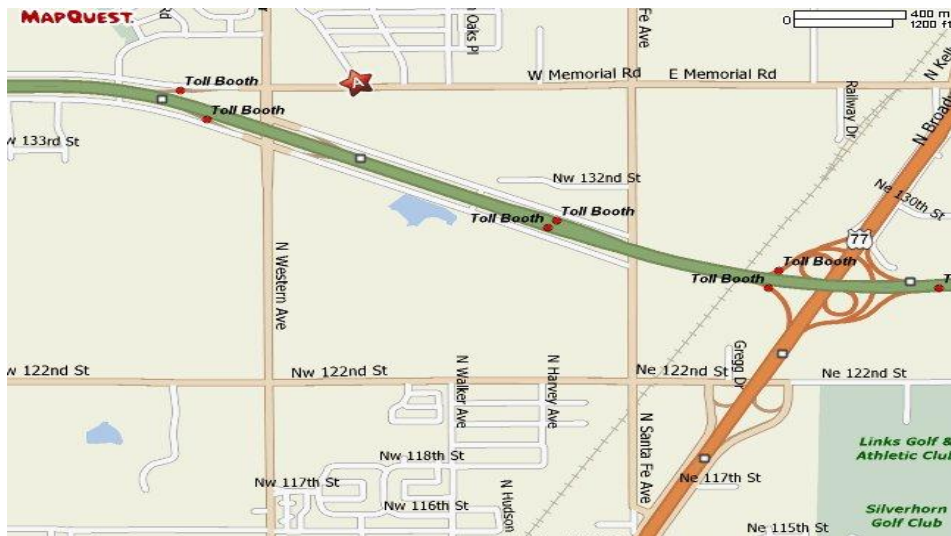 MAPQUEST.
0
400 m
1200 ft
Rd
Oaks Pl
Fe Ave
Toll Booth
A
W Memorial Rd
E Memorial Rd
N Kel
Toll Booth
Railway Dr
N Broad
w 133rd St
Nw 132nd St
Ne 130th St
Toll Booth
Toll Booth
77
N Western Ave
Toll Booth
Toll Booth
T
w 122nd St
Nw 122nd St
N Walker Ave
N Harvey Ave
Ne 122nd St
Gregg Dr
Ne 122nd St
N Santa Fe Ave
Links Golf &
Athletic Club
Nw 118th St
Nw 117th St
Ne 117th St
N Hudson
Nw 116th St
Silverhorn
Golf Club
Ne 115th St